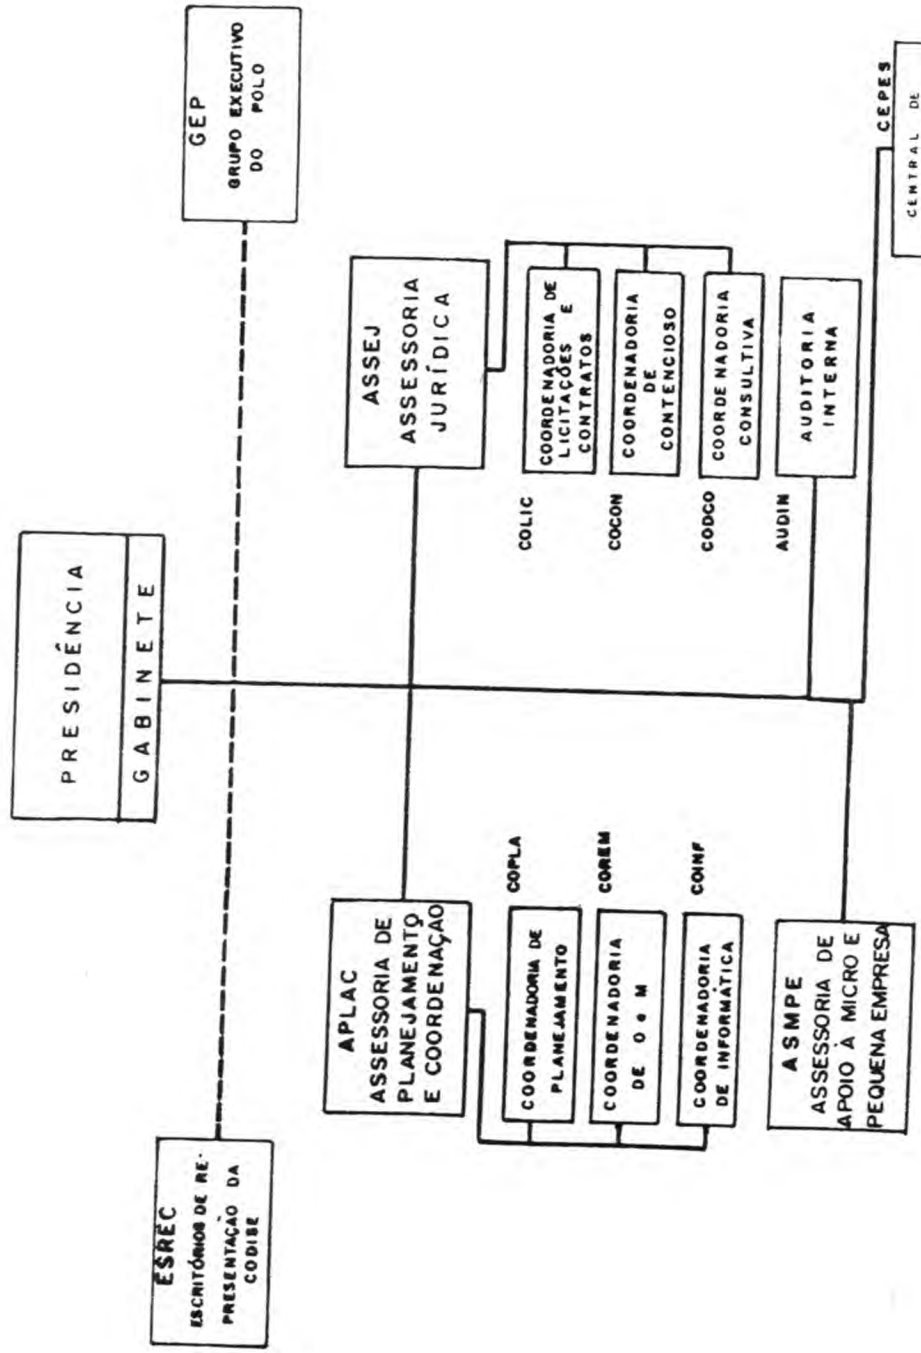 PRESIDÊNCIA
GABINETE
ESREC
ESCRITÓRIOS DE RE-
PRESENTAÇÃO DA
CODISE
GEP
GRUPO EXECUTIVO
DO POLO
APLAC
ASSESSORIA DE
PLANEJAMENTO
E COORDENAÇAO
COORDENADORIA DE
PLANEJAMENTO
COPLA
COORDENADORIA
DE O e M
COREM
COORDENADORIA
DE INFORMÁTICA
COINF
ASSEJ
ASSESSORIA
JURÍDICA
COLIC
COORDENADORIA DE
LICITAÇÕES E
CONTRATOS
COCON
COORDENADORIA
DE
CONTENCIOSO
CODCO
COORDENADORIA
CONSULTIVA
AUDIN
AUDITORIA
INTERNA
ASMPE
ASSESSORIA DE
APOIO À MICRO E
PEQUENA EMPRESA
CEPES
CENTRAL DE